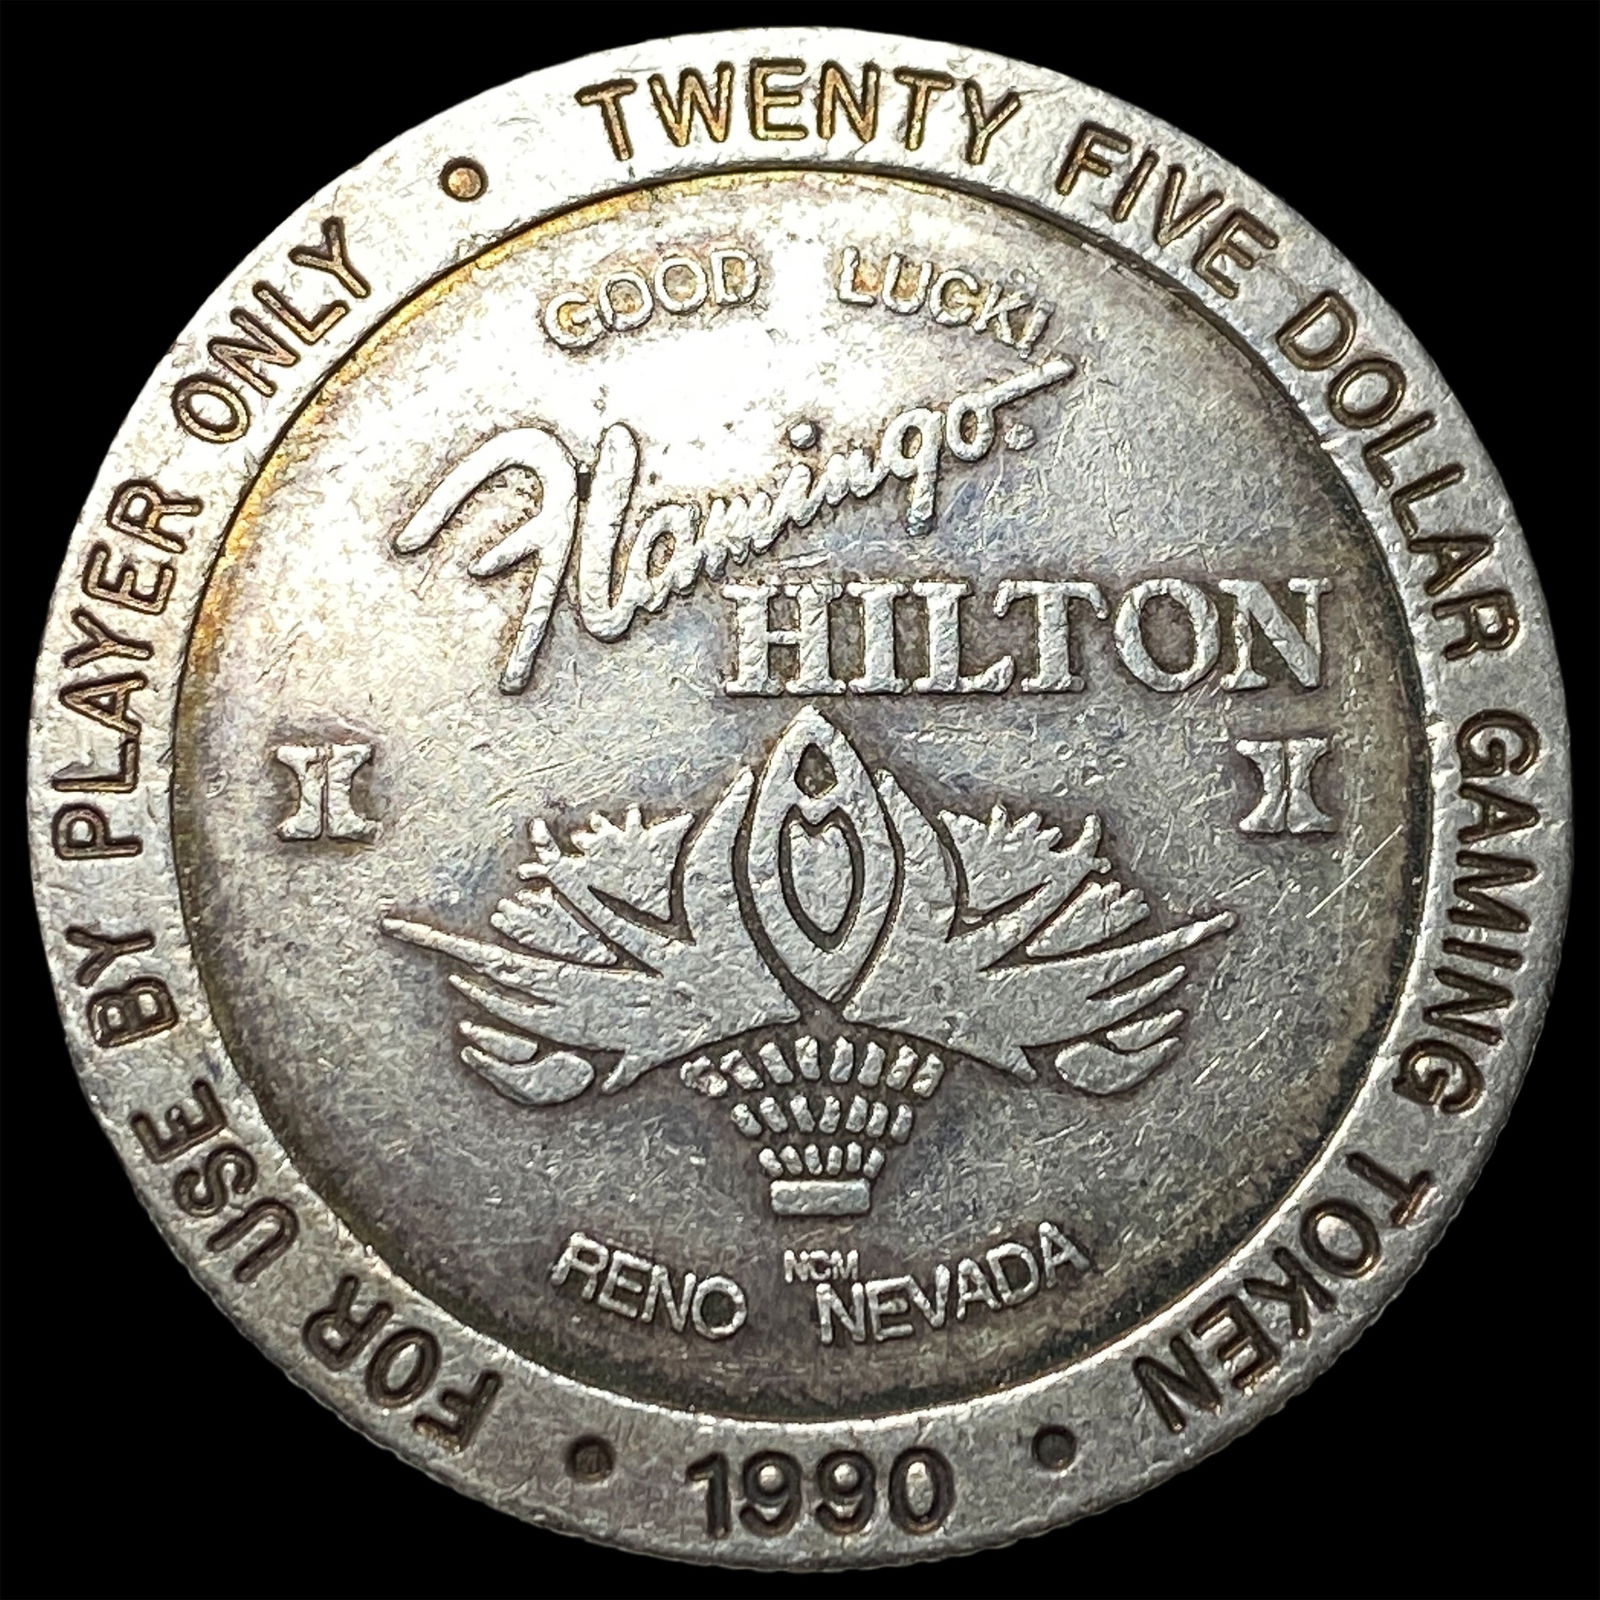 • TWENTY FIVE DOLLAR GAMING TOKEN •
GOOD LUCK!
Flamingo
HILTON
H H
NCM
RENO NEVADA
FOR USE BY PLAYER ONLY
• 1990 •